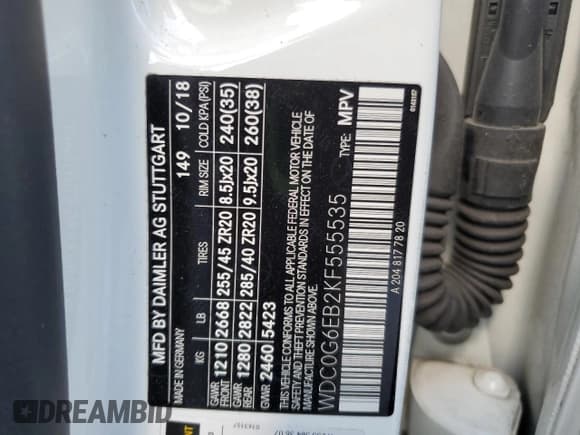 MFD BY DAIMLER AG STUTTGART
MADE IN GERMANY 149 10/18
KG LB TIRES RIM SIZE COLD KPA(PSI)
GAWR FRONT 1210 2668 255/45 ZR20 8.5Jx20 240(35)
GAWR REAR 1280 2822 285/40 ZR20 9.5Jx20 260(38)
GVWR 2460 5423
THIS VEHICLE CONFORMS TO ALL APPLICABLE FEDERAL MOTOR VEHICLE
SAFETY AND THEFT PREVENTION STANDARDS IN EFFECT ON THE DATE OF
MANUFACTURE SHOWN ABOVE.
TYPE: MPV
WDC0G6EB2KF555535
A 204 817 78 20
DREAMBID
AMERICAN DEALER